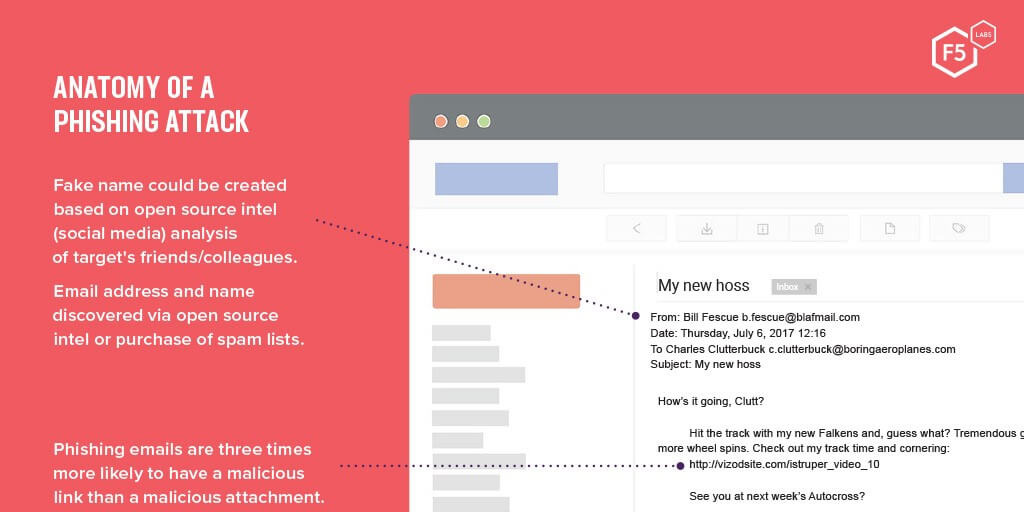 F5
LABS
ANATOMY OF A
PHISHING ATTACK
Fake name could be created
based on open source intel
(social media) analysis
of target's friends/colleagues.
Email address and name
discovered via open source
intel or purchase of spam lists.
Phishing emails are three times
more likely to have a malicious
link than a malicious attachment.
My new hoss
Inbox
From: Bill Fescue b.fescue@blafmail.com
Date: Thursday, July 6, 2017 12:16
To Charles Clutterbuck c.clutterbuck@boringaeroplanes.com
Subject: My new hoss
How's it going, Clutt?
Hit the track with my new Falkens and, guess what? Tremendous
more wheel spins. Check out my track time and cornering:
http://vizodsite.com/istruper_video_10
See you at next week's Autocross?